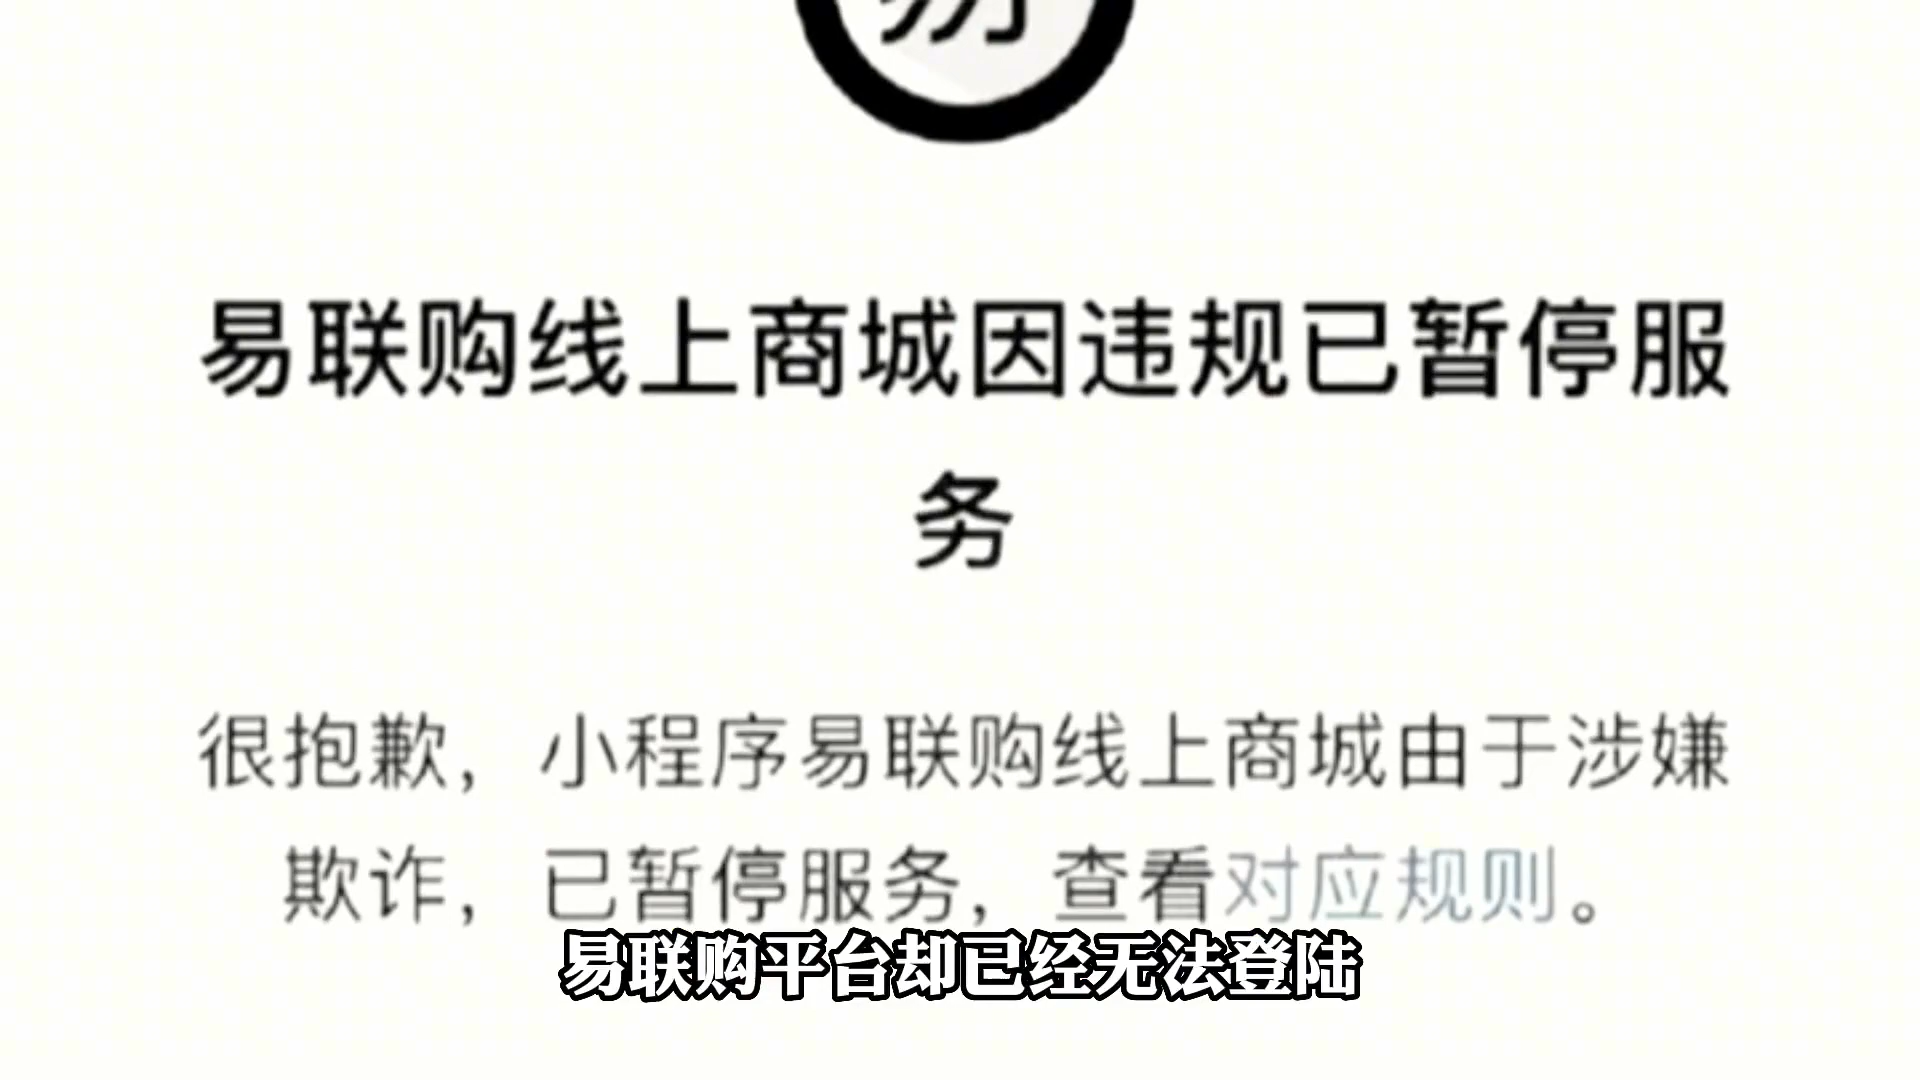 易
易联购线上商城因违规已暂停服
务
很抱歉，小程序易联购线上商城由于涉嫌
欺诈，已暂停服务，查看对应规则。
易联购平台却已经无法登陆